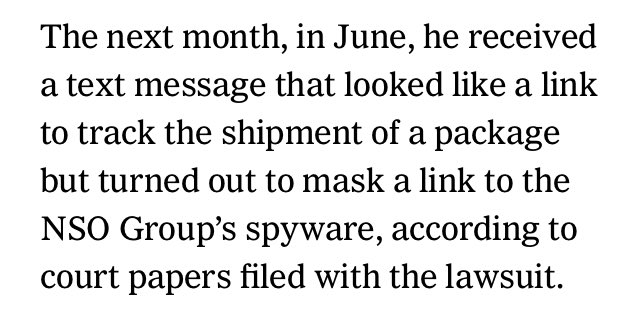 The next month, in June, he received
a text message that looked like a link
to track the shipment of a package
but turned out to mask a link to the
NSO Group’s spyware, according to
court papers filed with the lawsuit.